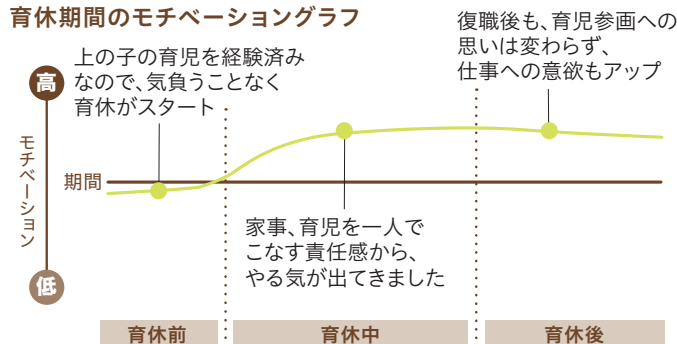 育休期間のモチベーショングラフ
上の子の育児を経験済み
なので、気負うことなく
育休がスタート
復職後も、育児参画への
思いは変わらず、
仕事への意欲もアップ
高
モチベーション
期間
低
家事、育児を一人で
こなす責任感から、
やる気が出てきました
育休前
育休中
育休後